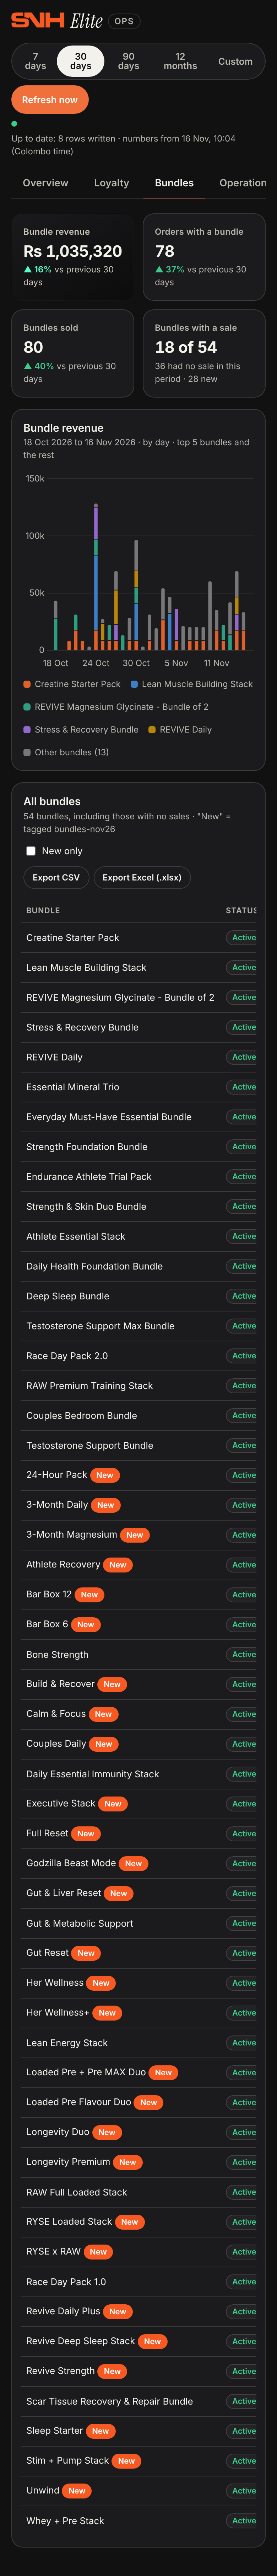 SNH Elite OPS
7 days
30 days
90 days
12 months
Custom
Refresh now
Up to date: 8 rows written · numbers from 16 Nov, 10:04
(Colombo time)
Overview
Loyalty
Bundles
Operation
Bundle revenue
Rs 1,035,320
▲ 16% vs previous 30
days
Orders with a bundle
78
▲ 37% vs previous 30
days
Bundles sold
80
▲ 40% vs previous 30
days
Bundles with a sale
18 of 54
36 had no sale in this
period · 28 new
Bundle revenue
18 Oct 2026 to 16 Nov 2026 · by day · top 5 bundles and
the rest
150k
100k
50k
0
18 Oct 24 Oct 30 Oct 5 Nov 11 Nov
Creatine Starter Pack Lean Muscle Building Stack
REVIVE Magnesium Glycinate - Bundle of 2
Stress & Recovery Bundle REVIVE Daily
Other bundles (13)
All bundles
54 bundles, including those with no sales · "New" =
tagged bundles-nov26
New only
Export CSV Export Excel (.xlsx)
BUNDLE STATUS
Creatine Starter Pack Active
Lean Muscle Building Stack Active
REVIVE Magnesium Glycinate - Bundle of 2 Active
Stress & Recovery Bundle Active
REVIVE Daily Active
Essential Mineral Trio Active
Everyday Must-Have Essential Bundle Active
Strength Foundation Bundle Active
Endurance Athlete Trial Pack Active
Strength & Skin Duo Bundle Active
Athlete Essential Stack Active
Daily Health Foundation Bundle Active
Deep Sleep Bundle Active
Testosterone Support Max Bundle Active
Race Day Pack 2.0 Active
RAW Premium Training Stack Active
Couples Bedroom Bundle Active
Testosterone Support Bundle Active
24-Hour Pack New Active
3-Month Daily New Active
3-Month Magnesium New Active
Athlete Recovery New Active
Bar Box 12 New Active
Bar Box 6 New Active
Bone Strength Active
Build & Recover New Active
Calm & Focus New Active
Couples Daily New Active
Daily Essential Immunity Stack Active
Executive Stack New Active
Full Reset New Active
Godzilla Beast Mode New Active
Gut & Liver Reset New Active
Gut & Metabolic Support Active
Gut Reset New Active
Her Wellness New Active
Her Wellness+ New Active
Lean Energy Stack Active
Loaded Pre + Pre MAX Duo New Active
Loaded Pre Flavour Duo New Active
Longevity Duo New Active
Longevity Premium New Active
RAW Full Loaded Stack Active
RYSE Loaded Stack New Active
RYSE x RAW New Active
Race Day Pack 1.0 Active
Revive Daily Plus New Active
Revive Deep Sleep Stack New Active
Revive Strength New Active
Scar Tissue Recovery & Repair Bundle Active
Sleep Starter New Active
Stim + Pump Stack New Active
Unwind New Active
Whey + Pre Stack Active